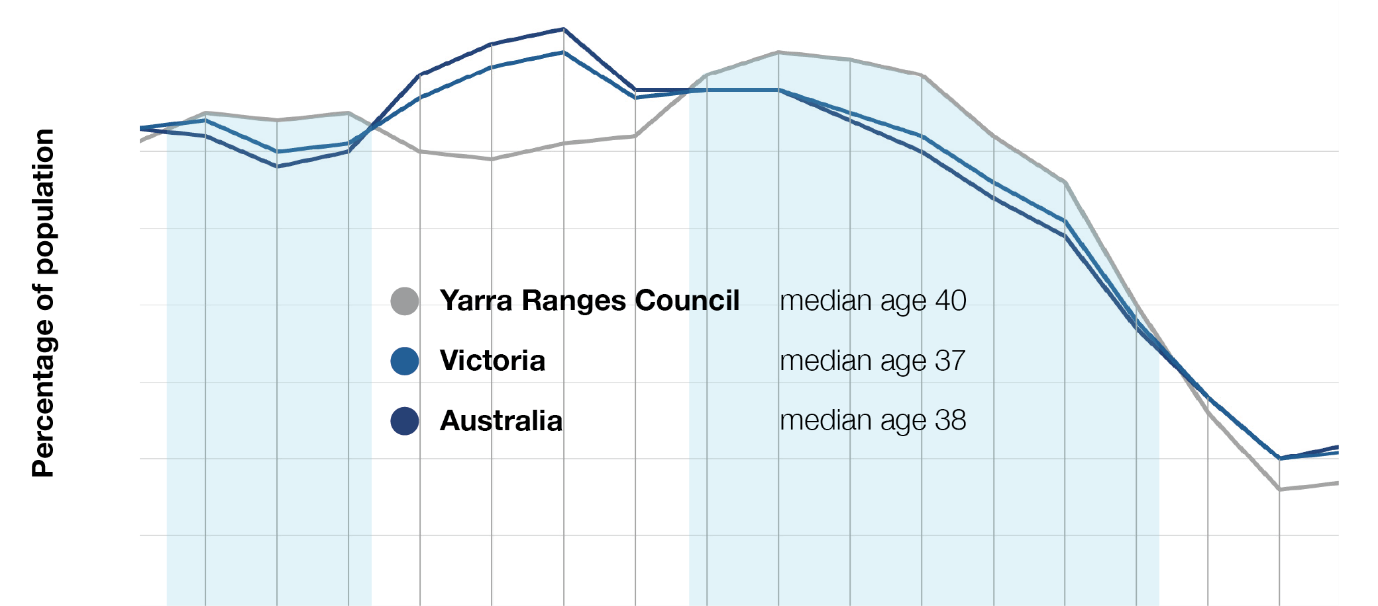 Percentage of population
Yarra Ranges Council median age 40
Victoria median age 37
Australia median age 38